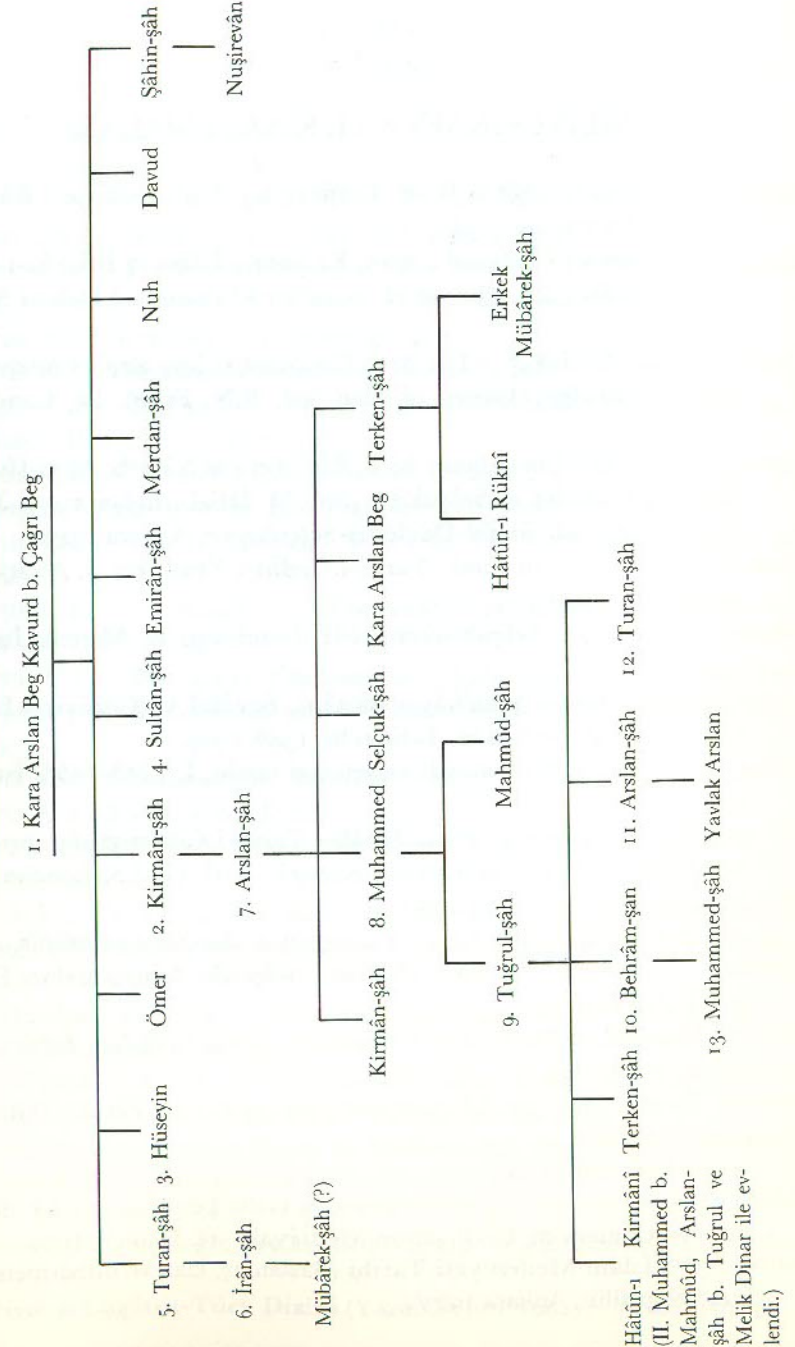 1. Kara Arslan Beg Kavurd b. Çağrı Beg
5. Turan-şâh
3. Hüseyin
Ömer
2. Kirmân-şâh
4. Sultân-şâh
Emirân-şâh
Merdan-şâh
Nuh
Davud
Şâhin-şâh
6. Îrân-şâh
7. Arslan-şâh
Nuşirevân
Mübârek-şâh (?)
Kirmân-şâh
8. Muhammed
Selçuk-şâh
Kara Arslan Beg
Terken-şâh
9. Tuğrul-şâh
Mahmûd-şâh
Hâtûn-ı Rüknî
Erkek
Mübârek-şâh
Hâtûn-ı Kirmânî
(II. Muhammed b.
Mahmûd, Arslan-
şâh b. Tuğrul ve
Melik Dinar ile ev-
lendi.)
Terken-şâh
10. Behrâm-şan
11. Arslan-şâh
12. Turan-şâh
13. Muhammed-şâh
Yavlak Arslan